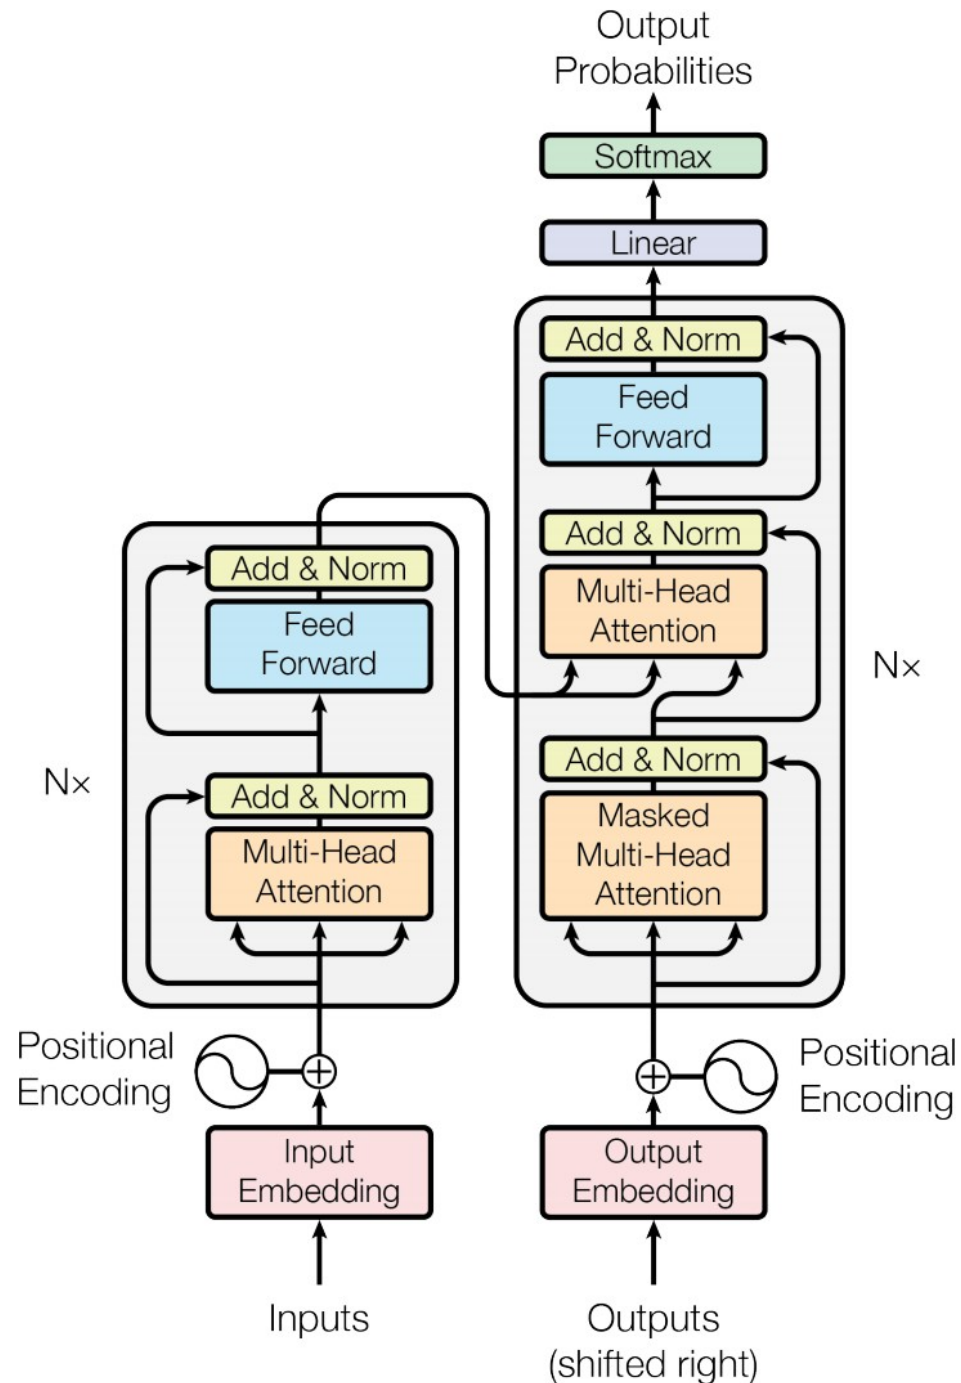 Output
Probabilities
Softmax
Linear
Add & Norm
Feed
Forward
Add & Norm
Multi-Head
Attention
N×
Add & Norm
Masked
Multi-Head
Attention
Add & Norm
Feed
Forward
N×
Add & Norm
Multi-Head
Attention
Positional
Encoding
Positional
Encoding
Input
Embedding
Output
Embedding
Inputs
Outputs
(shifted right)